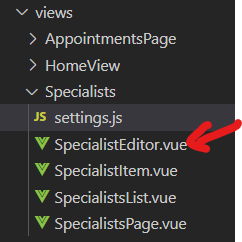 views
AppointmentsPage
HomeView
Specialists
JS settings.js
SpecialistEditor.vue
SpecialistItem.vue
SpecialistsList.vue
SpecialistsPage.vue